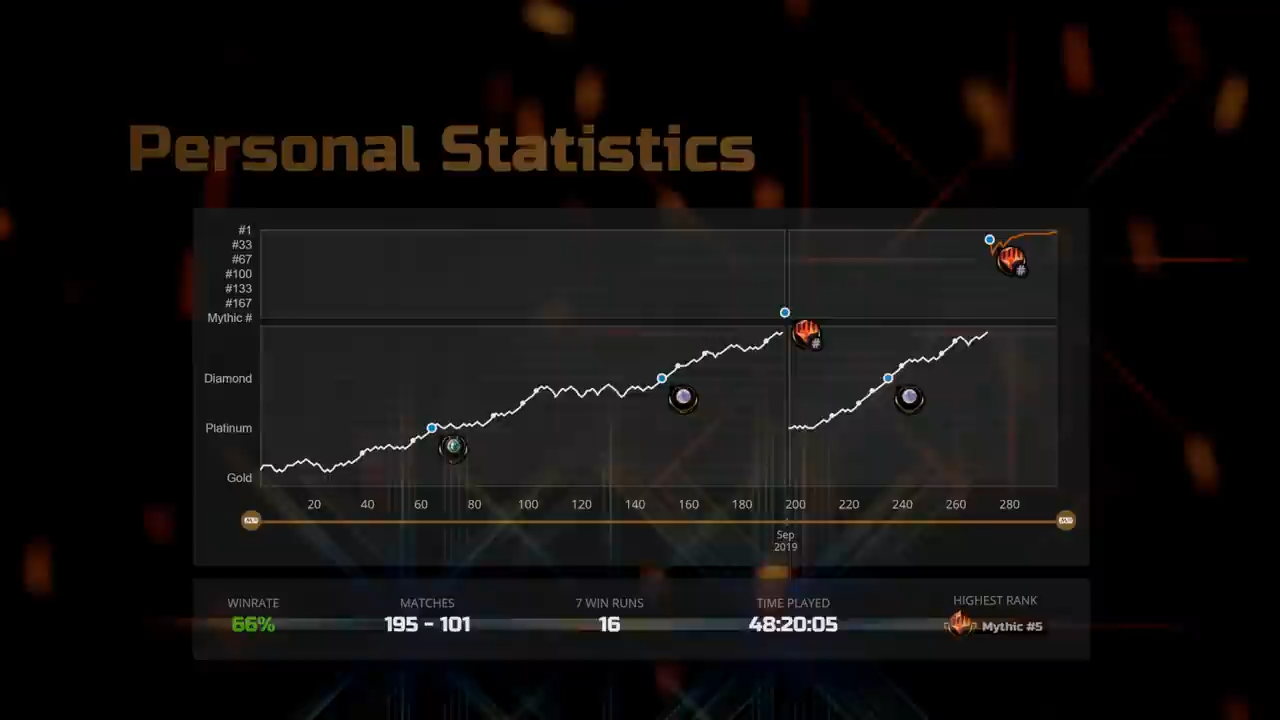 Personal Statistics
#1
#33
#67
#100
#133
#167
Mythic #
Diamond
Platinum
Gold
20 40 60 80 100 120 140 160 180 200 220 240 260 280
Sep
2019
WINRATE MATCHES 7 WIN RUNS TIME PLAYED HIGHEST RANK
66% 195 - 101 16 48:20:05 Mythic #5